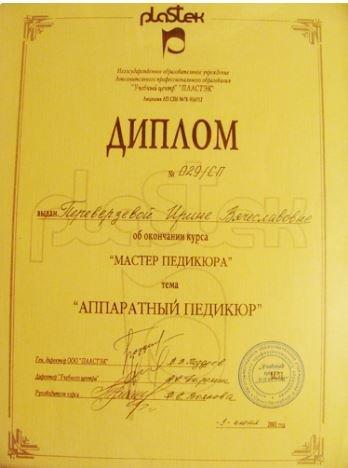 plastek
Негосударственное образовательное учреждение
дополнительного профессионального образования
"Учебный центр" "ПЛАСТЭК"
ДИПЛОМ
№ 029/СП
выдан Переверзевой Ирине Вячеславовне
об окончании курса
"МАСТЕР ПЕДИКЮРА"
тема
"АППАРАТНЫЙ ПЕДИКЮР"
Ген. директор ООО "ПЛАСТЭК"
Директор "Учебного центра"
Руководитель курса